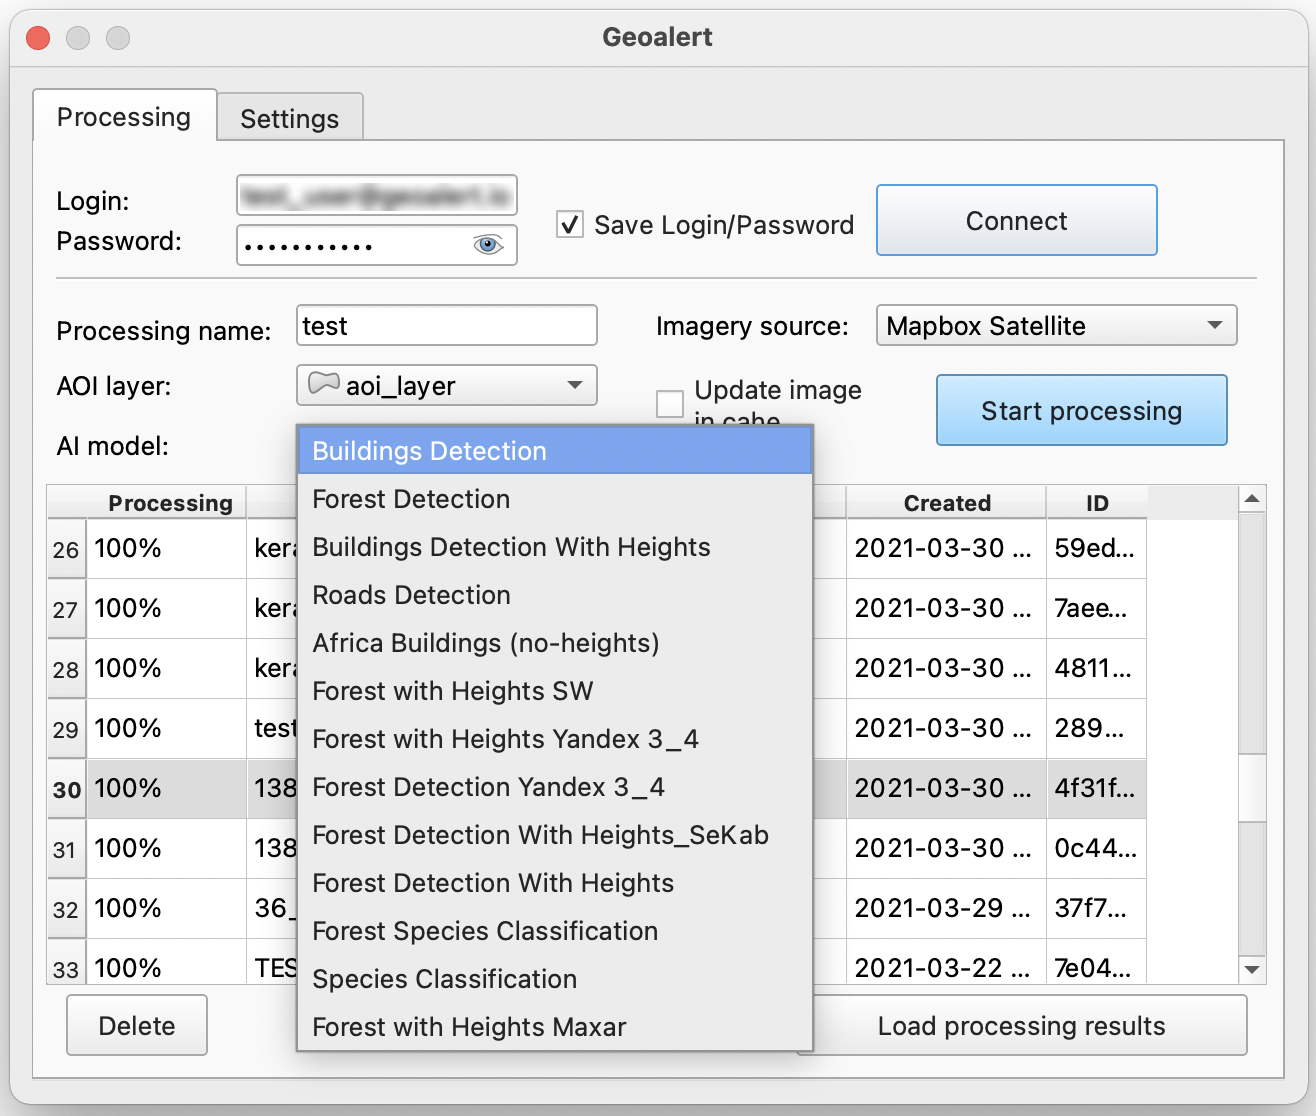 Geoalert
Processing
Settings
Login:
Password:
Save Login/Password
Connect
Processing name:
test
Imagery source:
Mapbox Satellite
AOI layer:
aoi_layer
Update image
in cahe
Start processing
AI model:
Buildings Detection
Forest Detection
Buildings Detection With Heights
Roads Detection
Africa Buildings (no-heights)
Forest with Heights SW
Forest with Heights Yandex 3_4
Forest Detection Yandex 3_4
Forest Detection With Heights_SeKab
Forest Detection With Heights
Forest Species Classification
Species Classification
Forest with Heights Maxar
Processing Created ID
26 100% 2021-03-30 ... 59ed...
27 100% 2021-03-30 ... 7aee...
28 100% 2021-03-30 ... 4811...
29 100% test 2021-03-30 ... 289...
30 100% 138 2021-03-30 ... 4f31f...
31 100% 138 2021-03-30 ... 0c44...
32 100% 36_ 2021-03-29 ... 37f7...
33 100% TES 2021-03-22 ... 7e04...
Delete
Load processing results